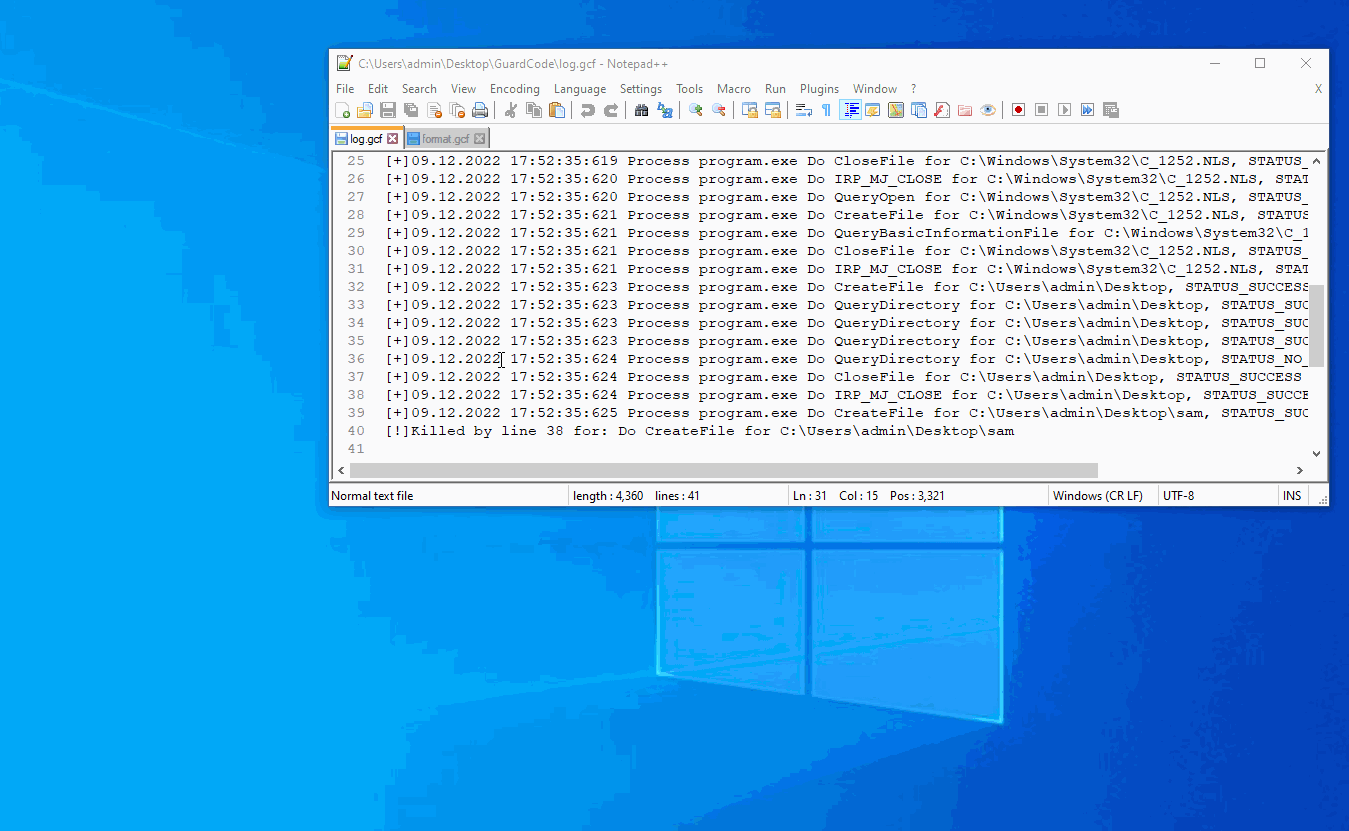 C:\Users\admin\Desktop\GuardCode\log.gcf - Notepad++
File Edit Search View Encoding Language Settings Tools Macro Run Plugins Window ? X
log.gcf format.gcf
25 [+]09.12.2022 17:52:35:619 Process program.exe Do CloseFile for C:\Windows\System32\C_1252.NLS, STATUS_
26 [+]09.12.2022 17:52:35:620 Process program.exe Do IRP_MJ_CLOSE for C:\Windows\System32\C_1252.NLS, STAT
27 [+]09.12.2022 17:52:35:620 Process program.exe Do QueryOpen for C:\Windows\System32\C_1252.NLS, STATUS_
28 [+]09.12.2022 17:52:35:621 Process program.exe Do CreateFile for C:\Windows\System32\C_1252.NLS, STATUS
29 [+]09.12.2022 17:52:35:621 Process program.exe Do QueryBasicInformationFile for C:\Windows\System32\C_1
30 [+]09.12.2022 17:52:35:621 Process program.exe Do CloseFile for C:\Windows\System32\C_1252.NLS, STATUS_
31 [+]09.12.2022 17:52:35:621 Process program.exe Do IRP_MJ_CLOSE for C:\Windows\System32\C_1252.NLS, STAT
32 [+]09.12.2022 17:52:35:623 Process program.exe Do CreateFile for C:\Users\admin\Desktop, STATUS_SUCCESS
33 [+]09.12.2022 17:52:35:623 Process program.exe Do QueryDirectory for C:\Users\admin\Desktop, STATUS_SUC
34 [+]09.12.2022 17:52:35:623 Process program.exe Do QueryDirectory for C:\Users\admin\Desktop, STATUS_SUC
35 [+]09.12.2022 17:52:35:623 Process program.exe Do QueryDirectory for C:\Users\admin\Desktop, STATUS_SUC
36 [+]09.12.2022 17:52:35:624 Process program.exe Do QueryDirectory for C:\Users\admin\Desktop, STATUS_NO_
37 [+]09.12.2022 17:52:35:624 Process program.exe Do CloseFile for C:\Users\admin\Desktop, STATUS_SUCCESS
38 [+]09.12.2022 17:52:35:624 Process program.exe Do IRP_MJ_CLOSE for C:\Users\admin\Desktop, STATUS_SUCCE
39 [+]09.12.2022 17:52:35:625 Process program.exe Do CreateFile for C:\Users\admin\Desktop\sam, STATUS_SUC
40 [!]Killed by line 38 for: Do CreateFile for C:\Users\admin\Desktop\sam
41
Normal text file length : 4,360 lines : 41 Ln : 31 Col : 15 Pos : 3,321 Windows (CR LF) UTF-8 INS